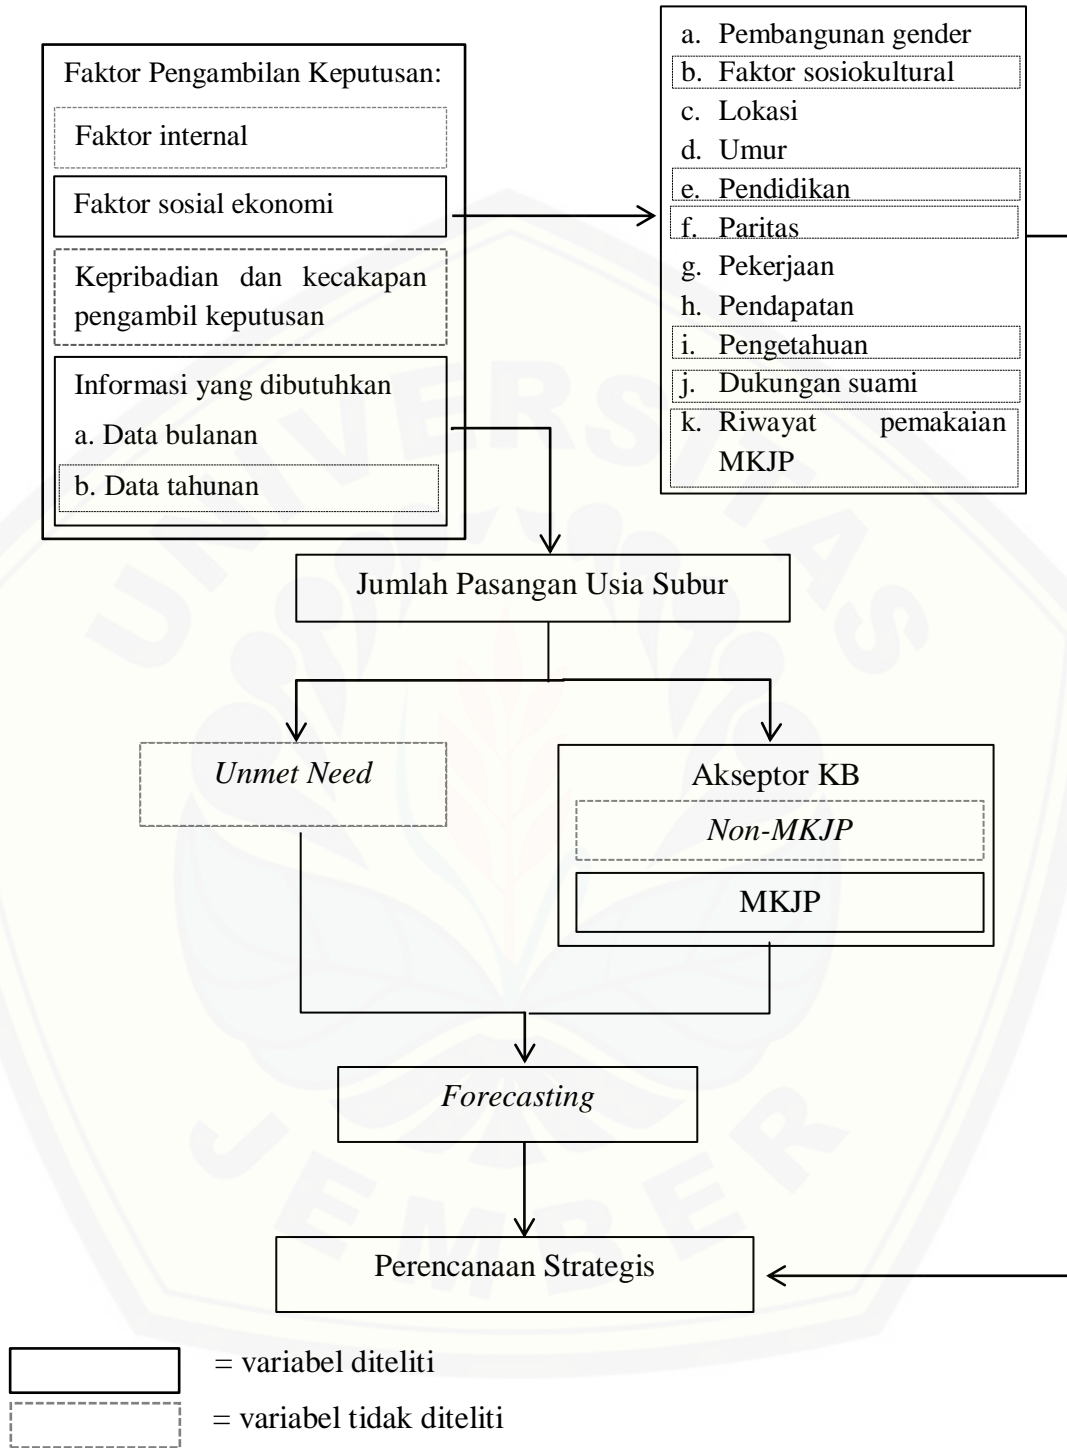 Faktor Pengambilan Keputusan:
Faktor internal
Faktor sosial ekonomi
Kepribadian dan kecakapan
pengambil keputusan
Informasi yang dibutuhkan
a. Data bulanan
b. Data tahunan
a. Pembangunan gender
b. Faktor sosiokultural
c. Lokasi
d. Umur
e. Pendidikan
f. Paritas
g. Pekerjaan
h. Pendapatan
i. Pengetahuan
j. Dukungan suami
k. Riwayat pemakaian
MKJP
Jumlah Pasangan Usia Subur
Unmet Need
Akseptor KB
Non-MKJP
MKJP
Forecasting
Perencanaan Strategis
= variabel diteliti
= variabel tidak diteliti
UNIVERSITAS
JEMBER